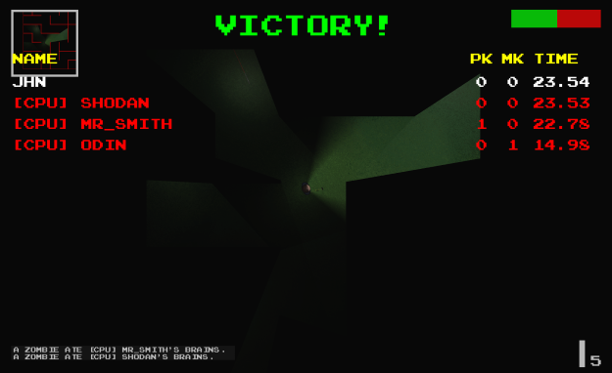 VICTORY!
NAME PK MK TIME
JHN 0 0 23.54
[CPU] SHODAN 0 0 23.53
[CPU] MR_SMITH 1 0 22.78
[CPU] ODIN 0 1 14.98
A ZOMBIE ATE [CPU] MR_SMITH'S BRAINS.
A ZOMBIE ATE [CPU] SHODAN'S BRAINS.
5